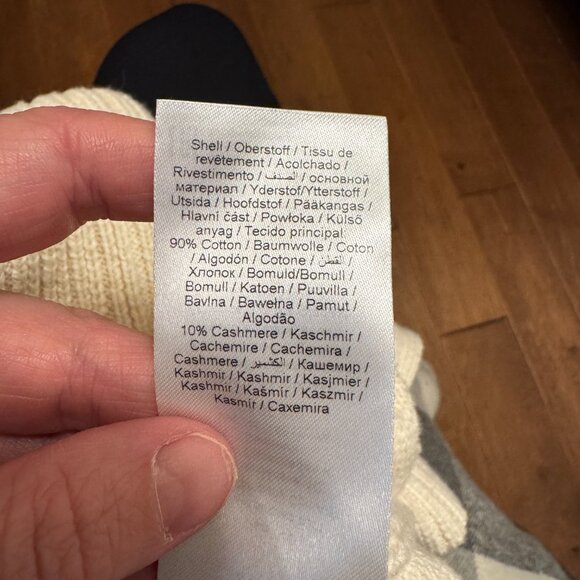 Shell / Oberstoff / Tissu de
revêtement / Acolchado /
Rivestimento / الصدف / основной
материал / Yderstof/Ytterstoff /
Utsida / Hoofdstof / Pääkangas /
Hlavní část / Powłoka / Külső
anyag / Tecido principal:
90% Cotton / Baumwolle / Coton
/ Algodón / Cotone / القطن /
Хлопок / Bomuld/Bomull /
Bomull / Katoen / Puuvilla /
Bavlna / Bawełna / Pamut /
Algodão
10% Cashmere / Kaschmir /
Cachemire / Cachemira /
Cashmere / الكشمير / Кашемир /
Kashmir / Kashmir / Kasjmier /
Kashmir / Kašmír / Kaszmir /
Kasmír / Caxemira